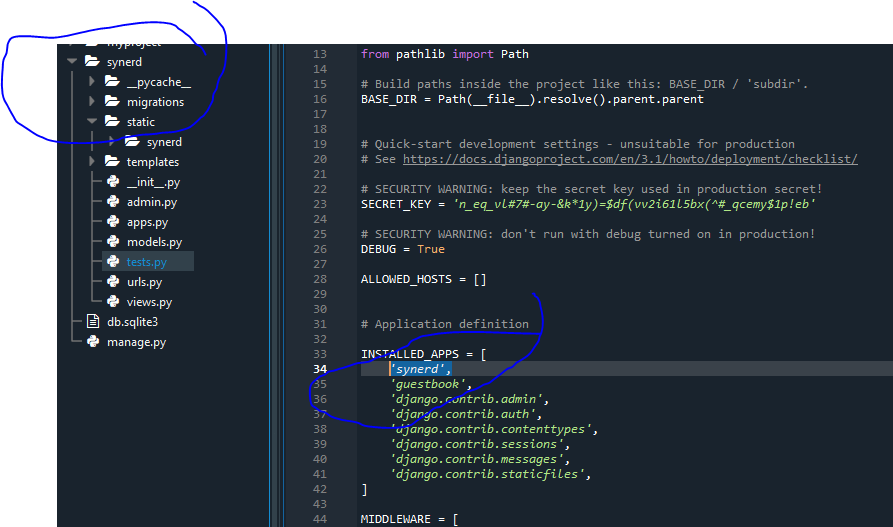 myproject
synerd
__pycache__
migrations
static
synerd
templates
__init__.py
admin.py
apps.py
models.py
tests.py
urls.py
views.py
db.sqlite3
manage.py
13 from pathlib import Path
14
15 # Build paths inside the project like this: BASE_DIR / 'subdir'.
16 BASE_DIR = Path(__file__).resolve().parent.parent
17
18
19 # Quick-start development settings - unsuitable for production
20 # See https://docs.djangoproject.com/en/3.1/howto/deployment/checklist/
21
22 # SECURITY WARNING: keep the secret key used in production secret!
23 SECRET_KEY = 'n_eq_vl#7#-ay-&k*1y)=$df(vv2i61l5bx(^#_qcemy$1p!eb'
24
25 # SECURITY WARNING: don't run with debug turned on in production!
26 DEBUG = True
27
28 ALLOWED_HOSTS = []
29
30
31 # Application definition
32
33 INSTALLED_APPS = [
34 'synerd',
35 'guestbook',
36 'django.contrib.admin',
37 'django.contrib.auth',
38 'django.contrib.contenttypes',
39 'django.contrib.sessions',
40 'django.contrib.messages',
41 'django.contrib.staticfiles',
42 ]
43
44 MIDDLEWARE = [